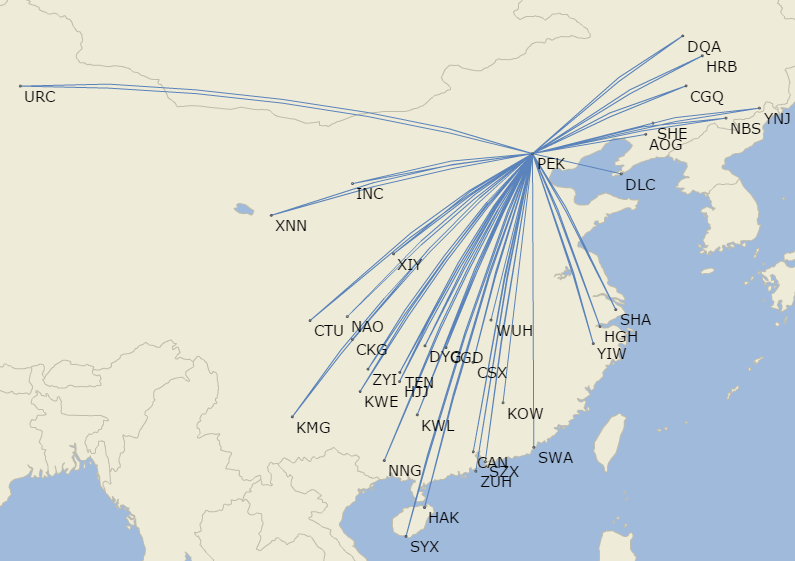 DQA
HRB
URC
CGQ
YNJ
NBS
SHE
AOG
PEK
DLC
INC
XNN
XIY
SHA
CTU
NAO
WUH
HGH
CKG
YIW
DYG
CGD
CSX
ZYI
TEN
HJJ
KWE
KOW
KWL
KMG
SWA
CAN
NNG
SZX
ZUH
HAK
SYX